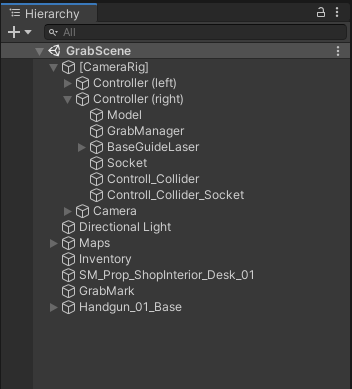 Hierarchy
All
GrabScene
[CameraRig]
Controller (left)
Controller (right)
Model
GrabManager
BaseGuideLaser
Socket
Controll_Collider
Controll_Collider_Socket
Camera
Directional Light
Maps
Inventory
SM_Prop_ShopInterior_Desk_01
GrabMark
Handgun_01_Base